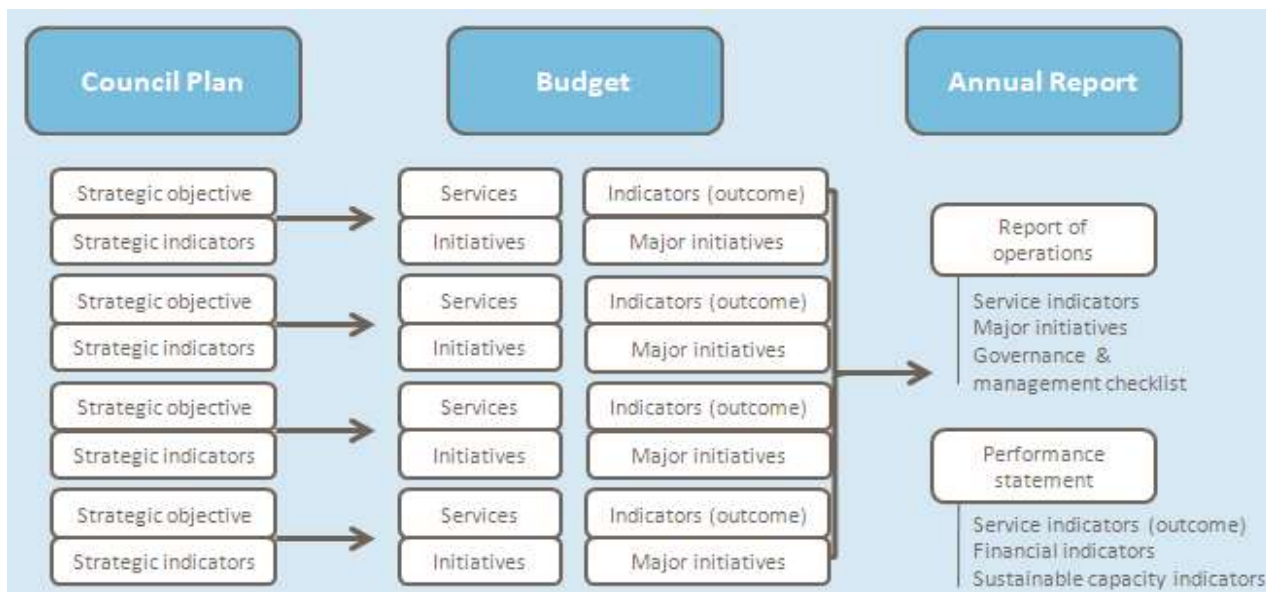 Council Plan
Budget
Annual Report
Strategic objective
Strategic indicators
Services
Initiatives
Indicators (outcome)
Major initiatives
Strategic objective
Strategic indicators
Services
Initiatives
Indicators (outcome)
Major initiatives
Strategic objective
Strategic indicators
Services
Initiatives
Indicators (outcome)
Major initiatives
Strategic objective
Strategic indicators
Services
Initiatives
Indicators (outcome)
Major initiatives
Report of
operations
Service indicators
Major initiatives
Governance &
management checklist
Performance
statement
Service indicators (outcome)
Financial indicators
Sustainable capacity indicators